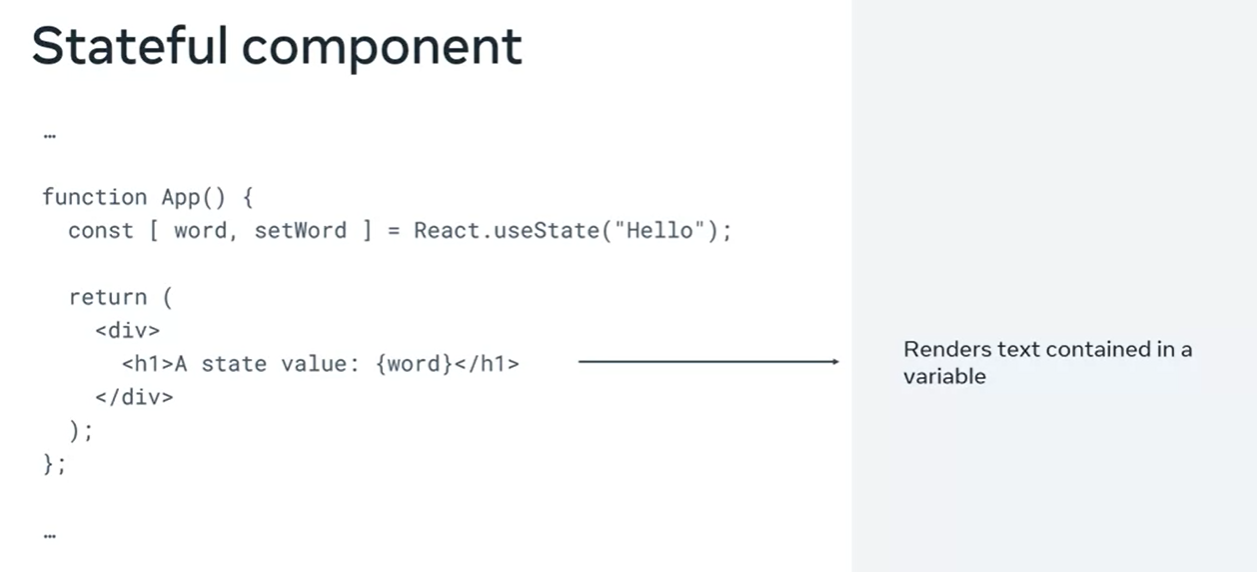 Stateful component
…
function App() {
  const [ word, setWord ] = React.useState("Hello");
  return (
    <div>
      <h1>A state value: {word}</h1>
    </div>
  );
};
…
Renders text contained in a
variable